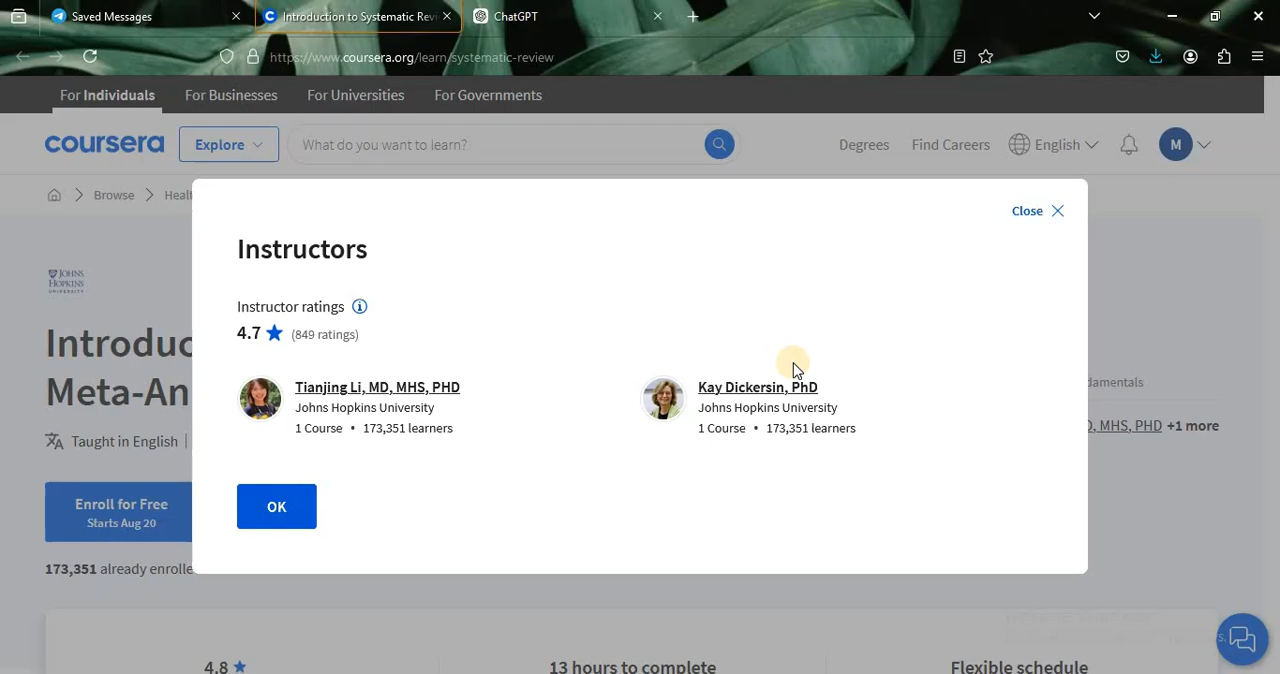 Saved Messages
Introduction to Systematic Revi
ChatGPT
https://www.coursera.org/learn/systematic-review
For Individuals For Businesses For Universities For Governments
coursera Explore What do you want to learn? Degrees Find Careers English M
Browse Healt
Close
Instructors
JOHNS HOPKINS UNIVERSITY
Instructor ratings
4.7 (849 ratings)
Introduc
Meta-An
damentals
Tianjing Li, MD, MHS, PHD
Johns Hopkins University
1 Course • 173,351 learners
Kay Dickersin, PhD
Johns Hopkins University
1 Course • 173,351 learners
Taught in English
D, MHS, PHD +1 more
Enroll for Free
Starts Aug 20
OK
173,351 already enrolle
4.8 13 hours to complete Flexible schedule